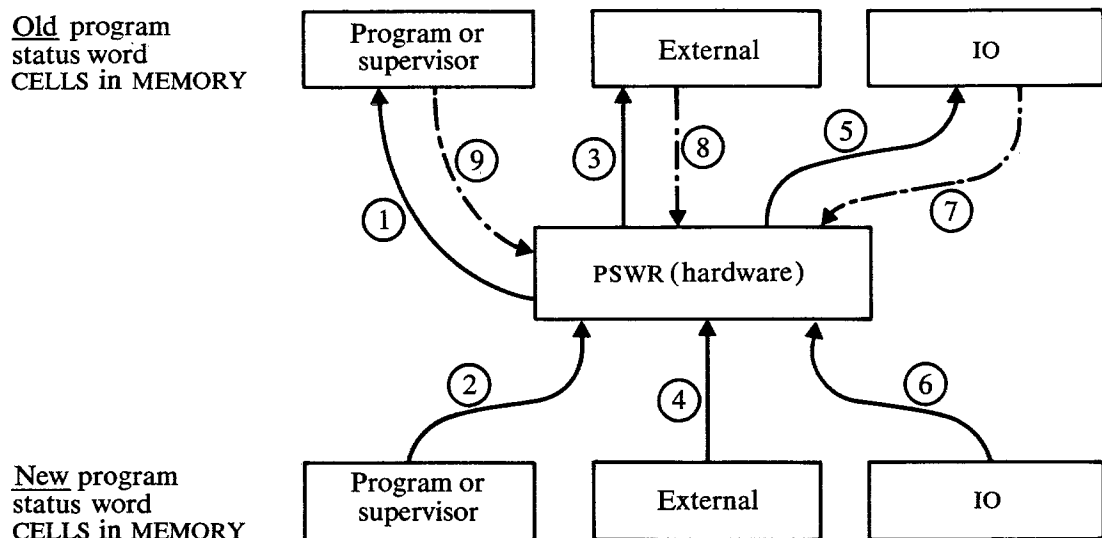 Old program
status word
CELLS in MEMORY
Program or
supervisor
External
IO
1
9
3
8
5
7
PSWR (hardware)
2
4
6
New program
status word
CELLS in MEMORY
Program or
supervisor
External
IO